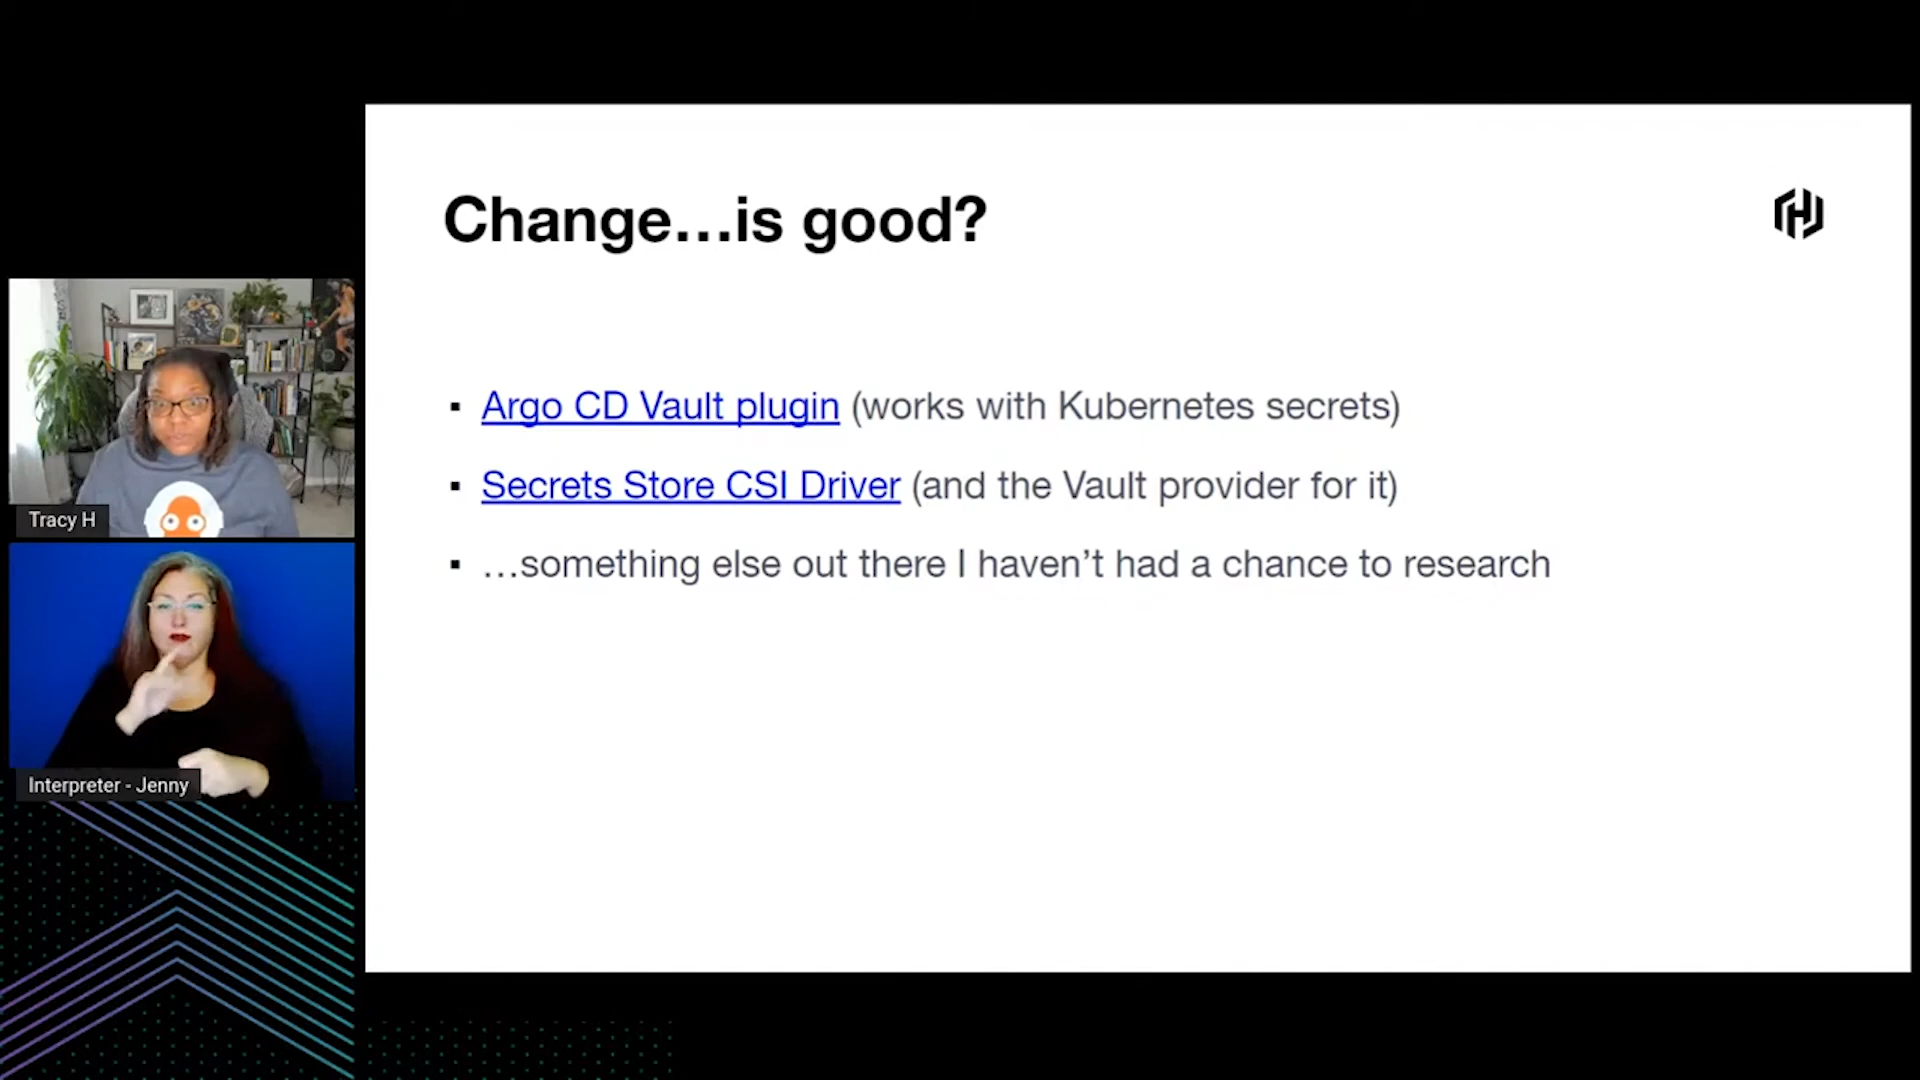 Change…is good?
Argo CD Vault plugin (works with Kubernetes secrets)
Secrets Store CSI Driver (and the Vault provider for it)
…something else out there I haven’t had a chance to research
Tracy H
Interpreter - Jenny